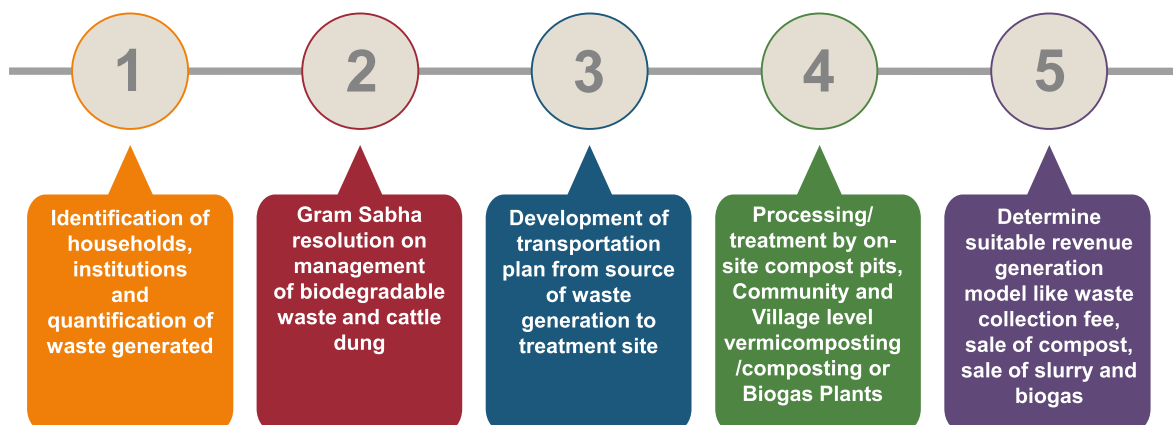 1
2
3
4
5
Identification of
households,
institutions
and
quantification of
waste generated
Gram Sabha
resolution on
management
of biodegradable
waste and cattle
dung
Development of
transportation
plan from source
of waste
generation to
treatment site
Processing/
treatment by on-
site compost pits,
Community and
Village level
vermicomposting
/composting or
Biogas Plants
Determine
suitable revenue
generation
model like waste
collection fee,
sale of compost,
sale of slurry and
biogas